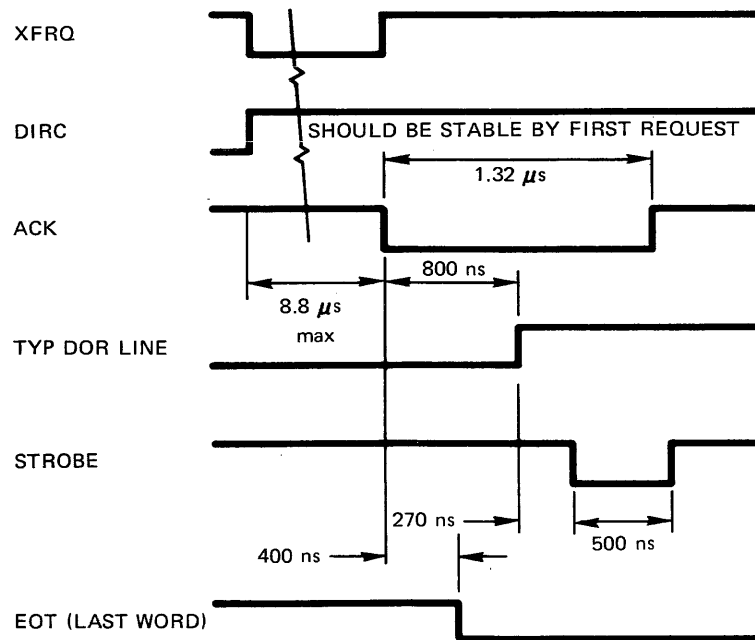 XFRQ
DIRC
SHOULD BE STABLE BY FIRST REQUEST
1.32 μs
ACK
800 ns
8.8 μs
max
TYP DOR LINE
STROBE
270 ns
500 ns
400 ns
EOT (LAST WORD)